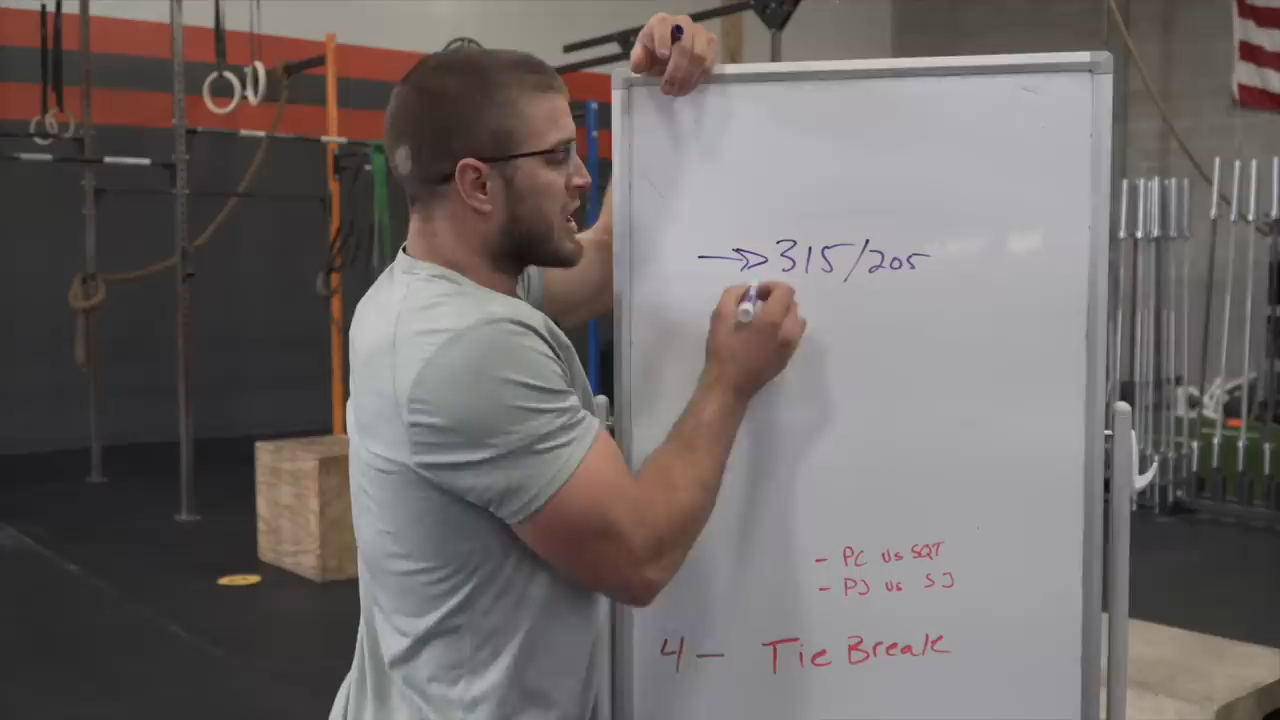 → 315/205
- PC vs SQT
- PJ vs SJ
4 - Tie Break